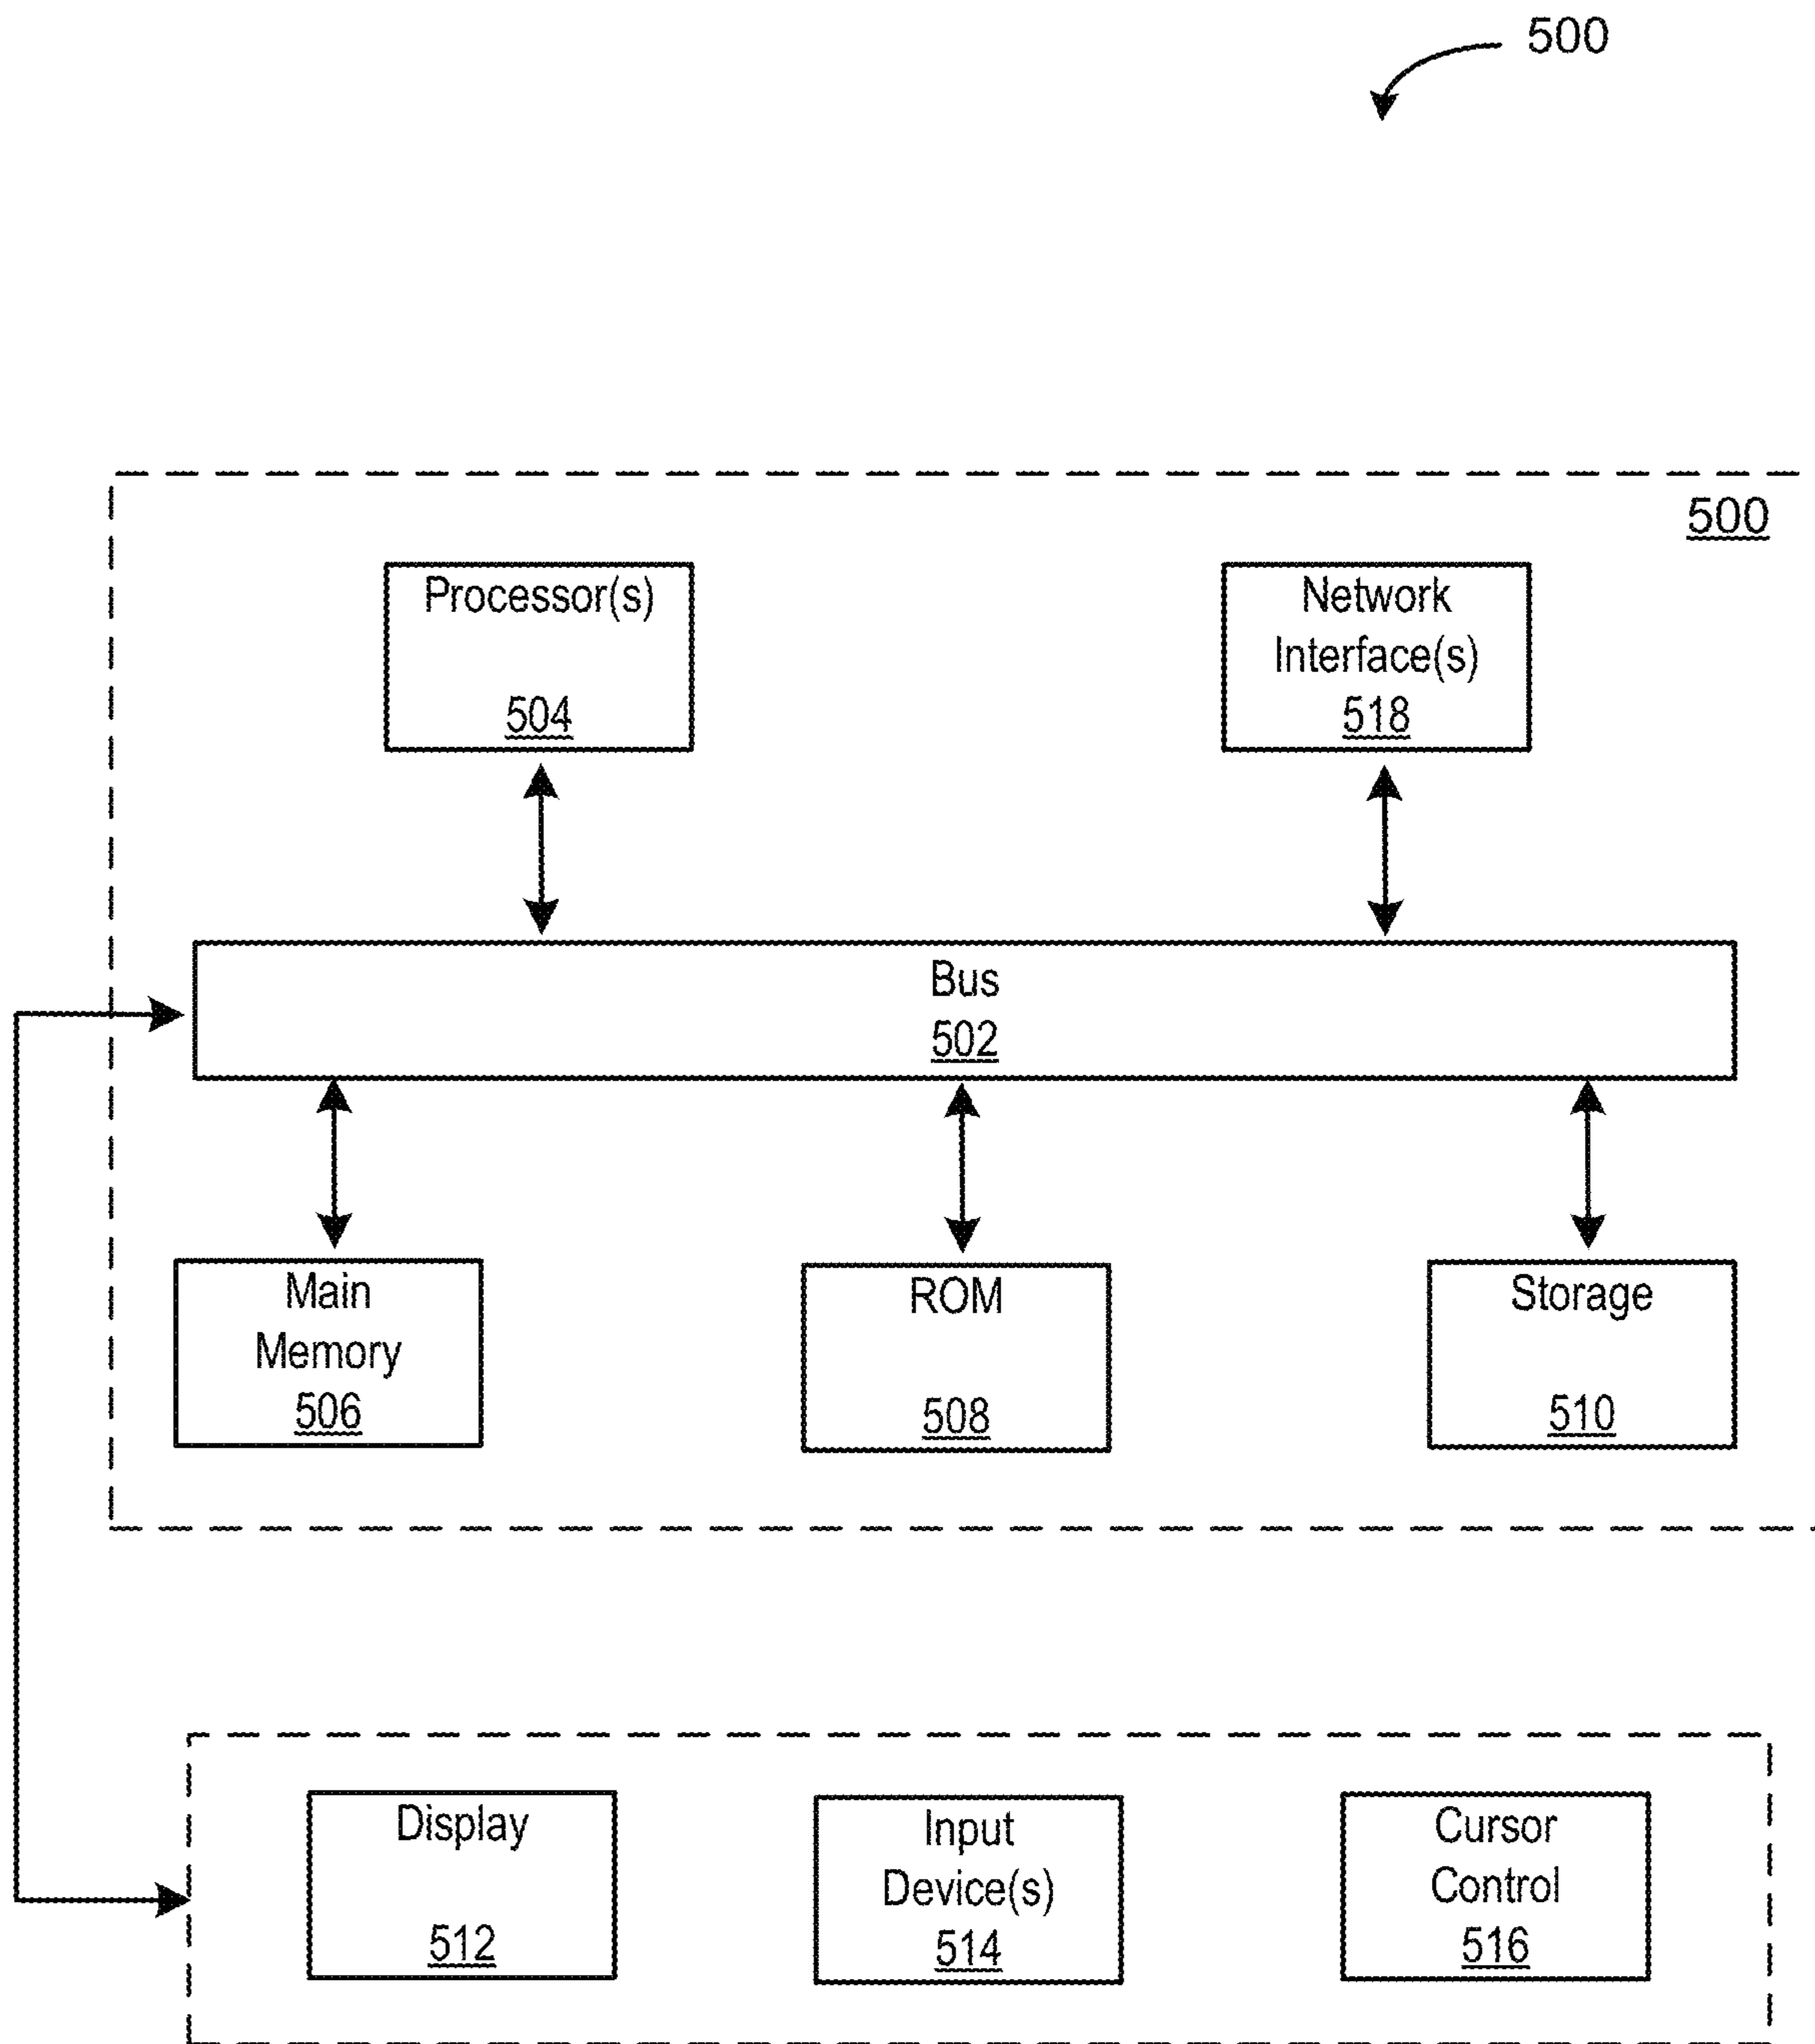 500
500
Processor(s)
504
Network
Interface(s)
518
Bus
502
Main
Memory
506
ROM
508
Storage
510
Display
512
Input
Device(s)
514
Cursor
Control
516